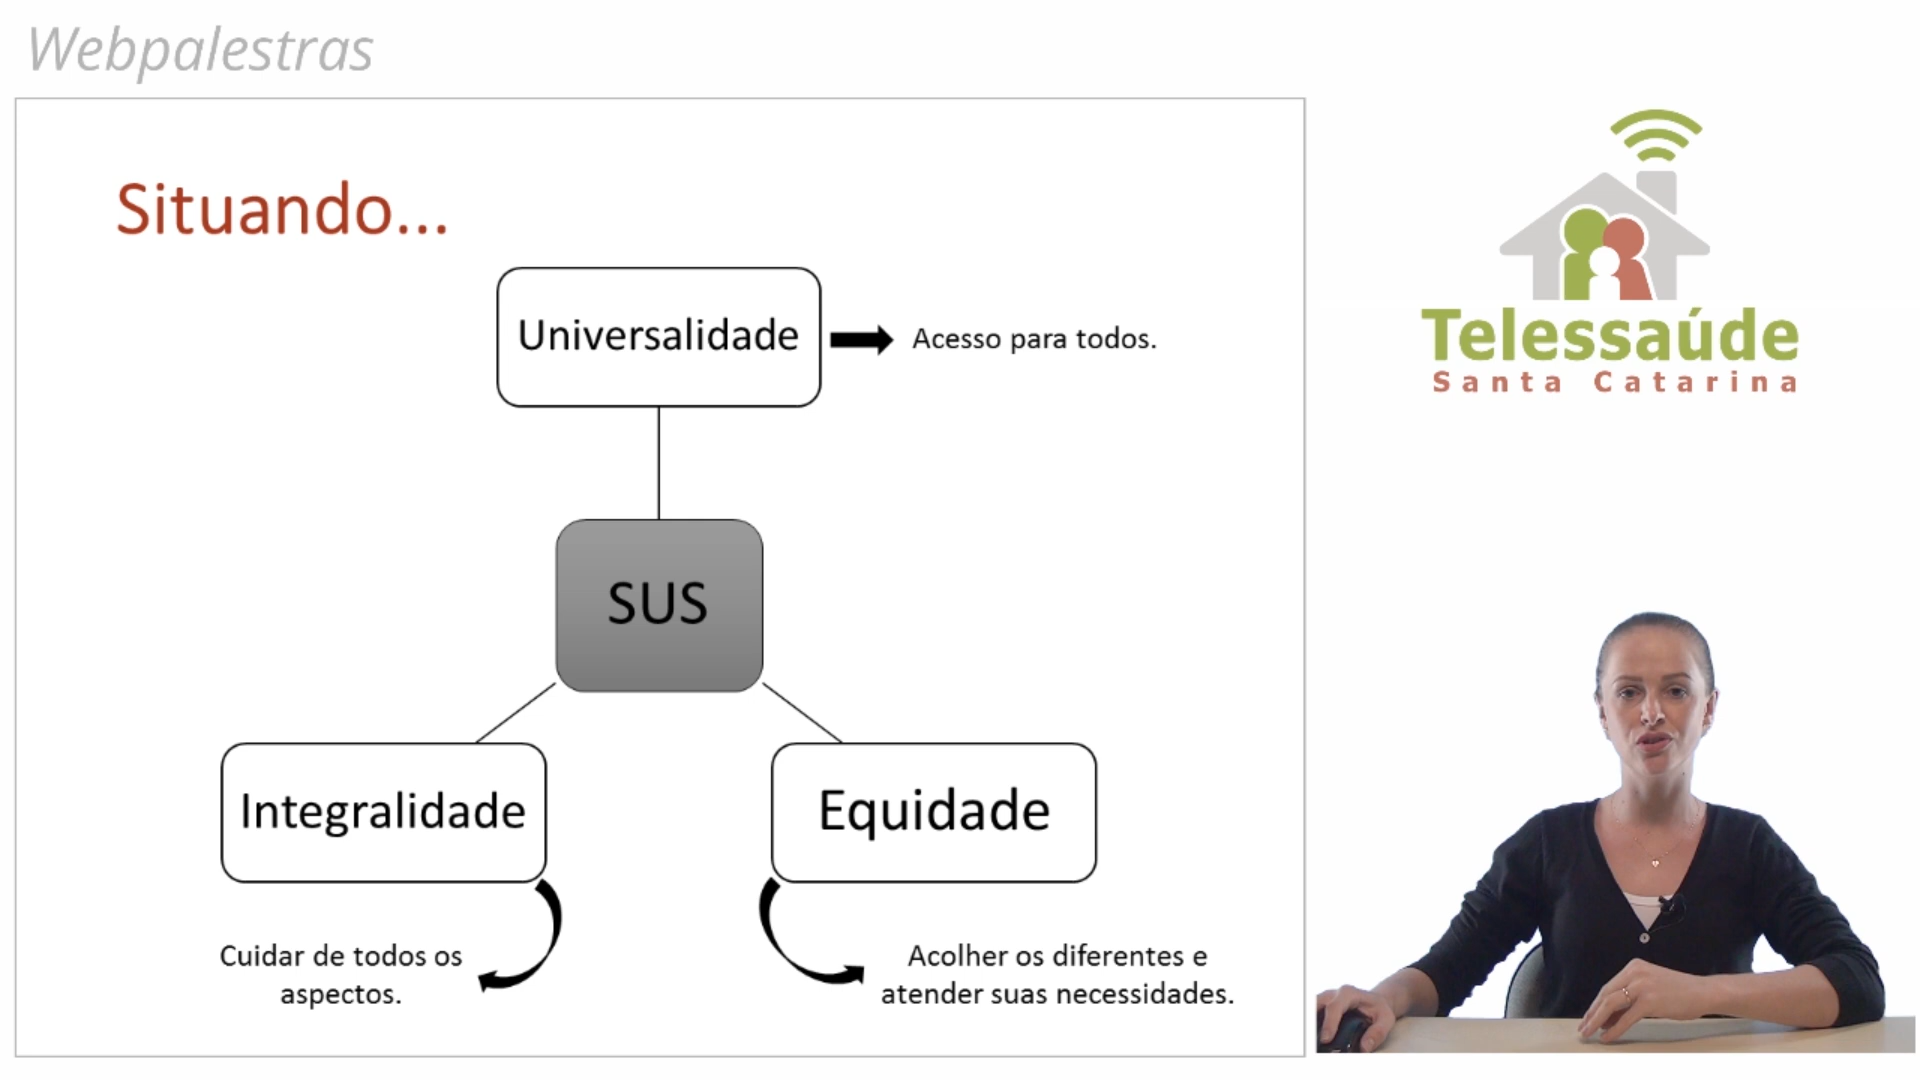 Webpalestras
Situando...
Universalidade
Acesso para todos.
SUS
Integralidade
Equidade
Cuidar de todos os
aspectos.
Acolher os diferentes e
atender suas necessidades.
Telessaúde
Santa Catarina